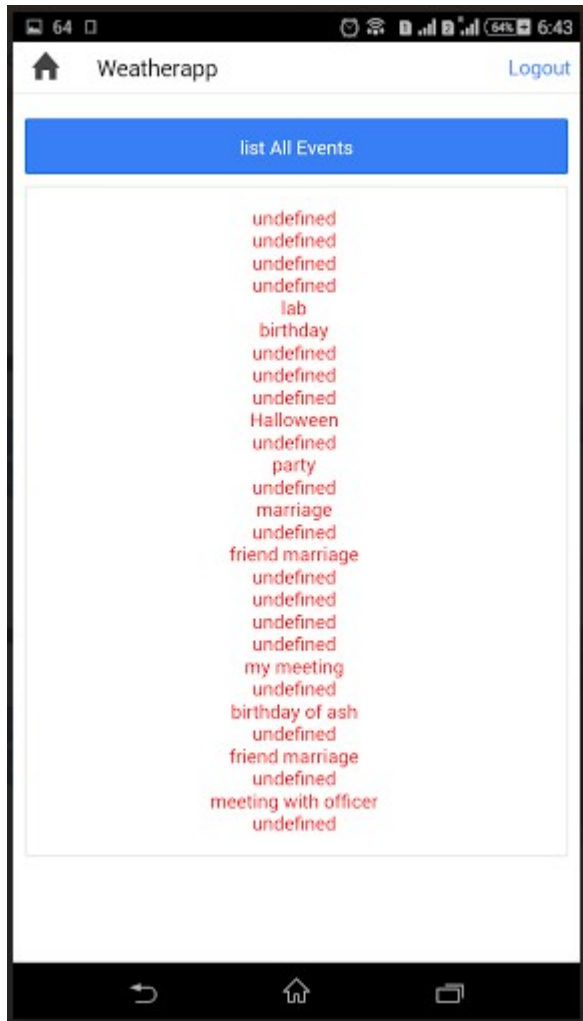 64 64% 6:43
Weatherapp Logout
list All Events
undefined
undefined
undefined
undefined
lab
birthday
undefined
undefined
undefined
Halloween
undefined
party
undefined
marriage
undefined
friend marriage
undefined
undefined
undefined
undefined
my meeting
undefined
birthday of ash
undefined
friend marriage
undefined
meeting with officer
undefined